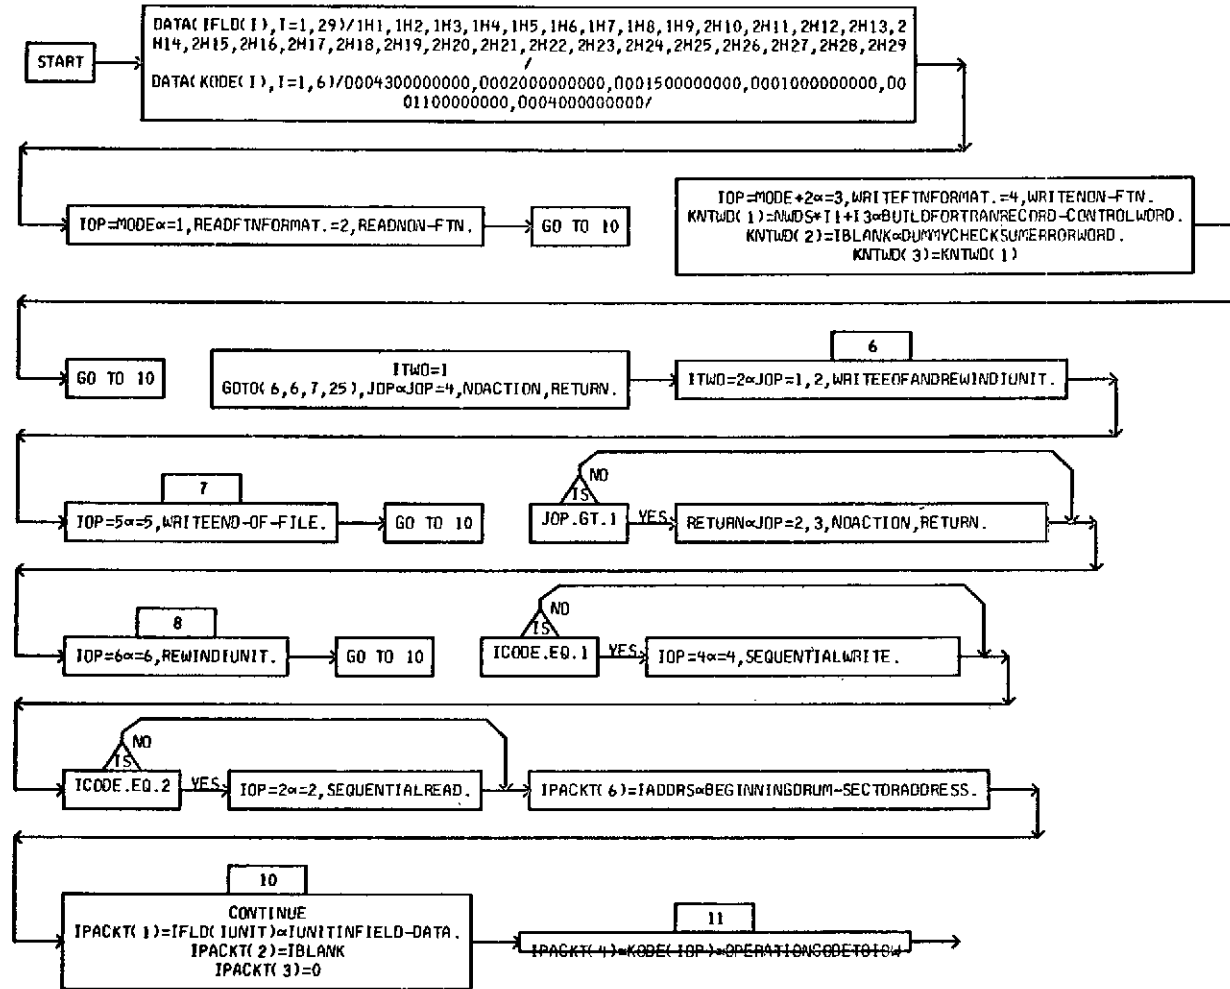 START
DATA(IFLD(I),I=1,29)/1H1,1H2,1H3,1H4,1H5,1H6,1H7,1H8,1H9,2H10,2H11,2H12,2H13,2
H14,2H15,2H16,2H17,2H18,2H19,2H20,2H21,2H22,2H23,2H24,2H25,2H26,2H27,2H28,2H29
/
DATA(KODE(I),I=1,6)/O004300000000,O002000000000,O001500000000,O001000000000,O0
01100000000,O004000000000/
IOP=MODE∝=1,READFTNFORMAT.=2,READNON-FTN.
GO TO 10
IOP=MODE+2∝=3,WRITEFTNFORMAT.=4,WRITENON-FTN.
KNTWD(1)=NWDS*I1+I3∝BUILDFORTRANRECORD-CONTROLWORD.
KNTWD(2)=IBLANK∝DUMMYCHECKSUMERRORWORD.
KNTWD(3)=KNTWD(1)
GO TO 10
ITWO=1
GOTO(6,6,7,25),JOP∝JOP=4,NOACTION,RETURN.
6
ITWO=2∝JOP=1,2,WRITEEOFANDREWINDIUNIT.
7
IOP=5∝=5,WRITEEND-OF-FILE.
GO TO 10
NO
IS
JOP.GT.1
YES
RETURN∝JOP=2,3,NOACTION,RETURN.
8
IOP=6∝=6,REWINDIUNIT.
GO TO 10
NO
IS
ICODE.EQ.1
YES
IOP=4∝=4,SEQUENTIALWRITE.
NO
IS
ICODE.EQ.2
YES
IOP=2∝=2,SEQUENTIALREAD.
IPACKT(6)=IADDRS∝BEGINNINGDRUM-SECTORADDRESS.
10
CONTINUE
IPACKT(1)=IFLD(IUNIT)∝IUNITINFIELD-DATA.
IPACKT(2)=IBLANK
IPACKT(3)=0
11
IPACKT(4)=KODE(IOP)∝OPERATIONSCODETOIOW